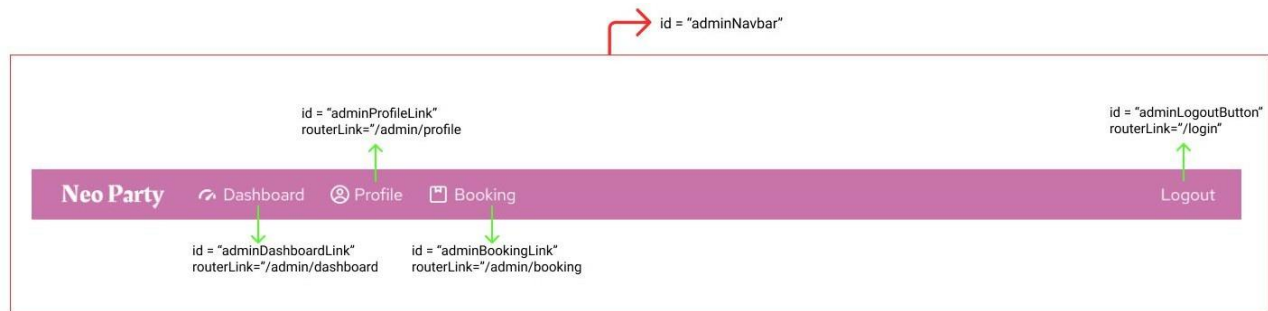 id = “adminNavbar”
id = “adminProfileLink”
routerLink=”/admin/profile
id = “adminLogoutButton”
routerLink=”/login”
Neo Party Dashboard Profile Booking Logout
id = “adminDashboardLink”
routerLink=”/admin/dashboard
id = “adminBookingLink”
routerLink=”/admin/booking